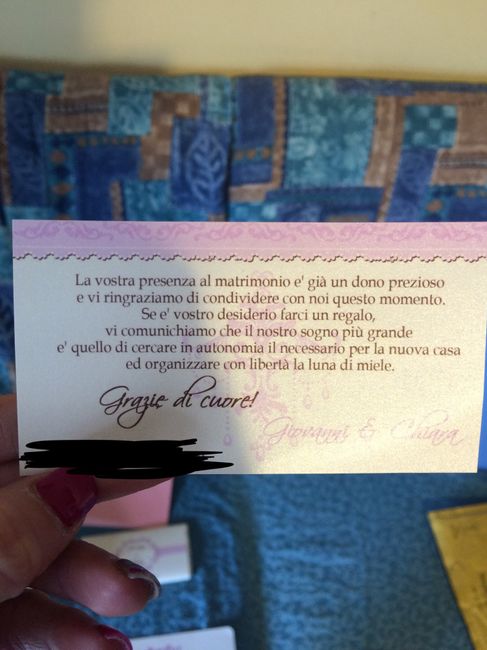 La vostra presenza al matrimonio e' già un dono prezioso
e vi ringraziamo di condividere con noi questo momento.
Se e' vostro desiderio farci un regalo,
vi comunichiamo che il nostro sogno più grande
e' quello di cercare in autonomia il necessario per la nuova casa
ed organizzare con libertà la luna di miele.
Grazie di cuore!
Giovanni & Chiara